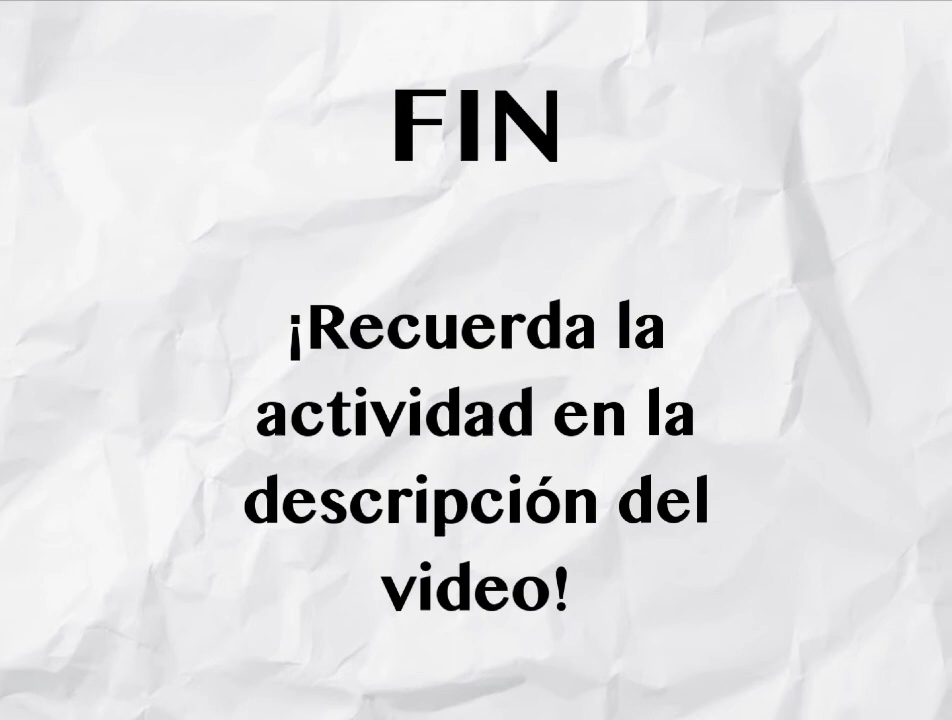 FIN
¡Recuerda la
actividad en la
descripción del
video!